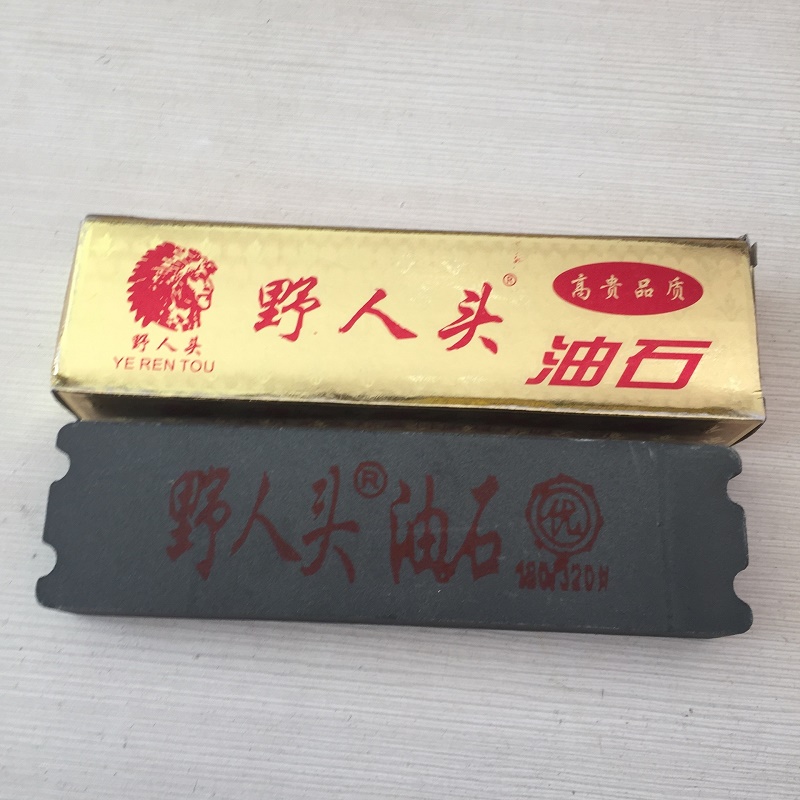 野人头
YE REN TOU
野人头®
高贵品质
油石
野人头®油石
优
180/320#